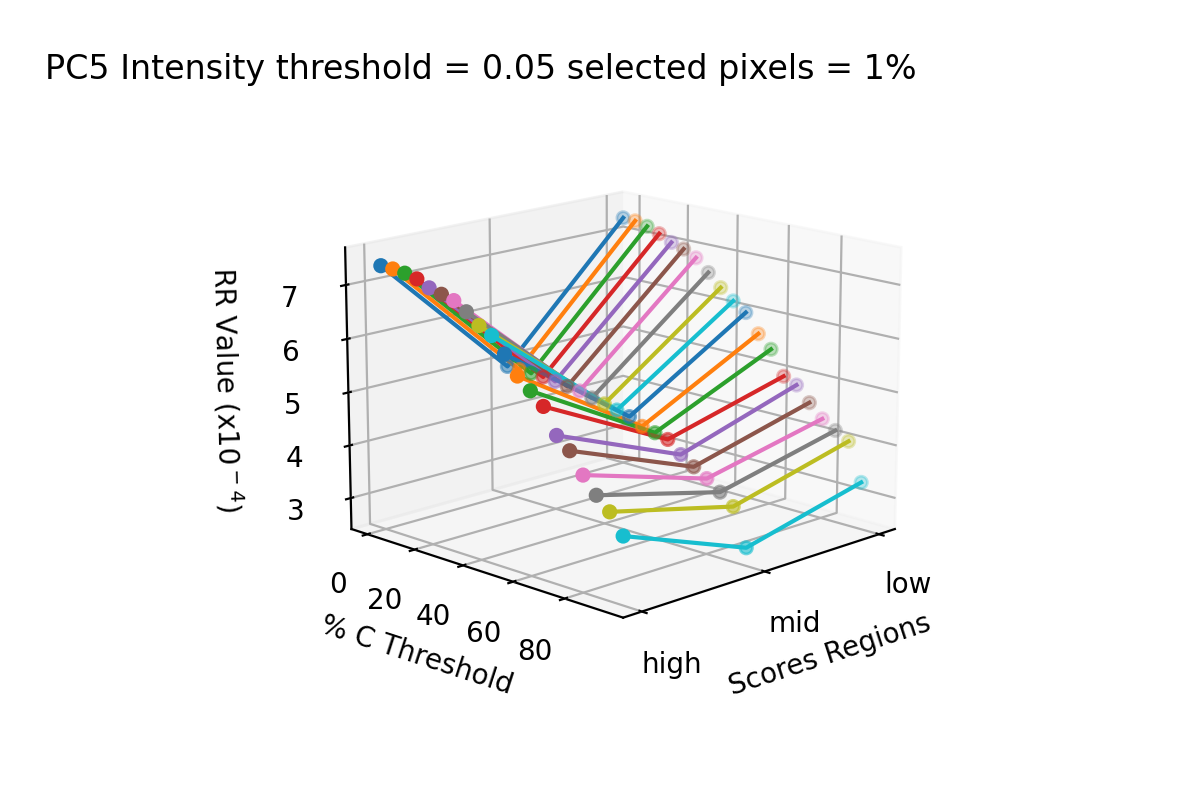 PC5 Intensity threshold = 0.05 selected pixels = 1%
RR Value (x10⁻⁴)
7
6
5
4
3
0
20
40
60
80
% C Threshold
high
mid
low
Scores Regions